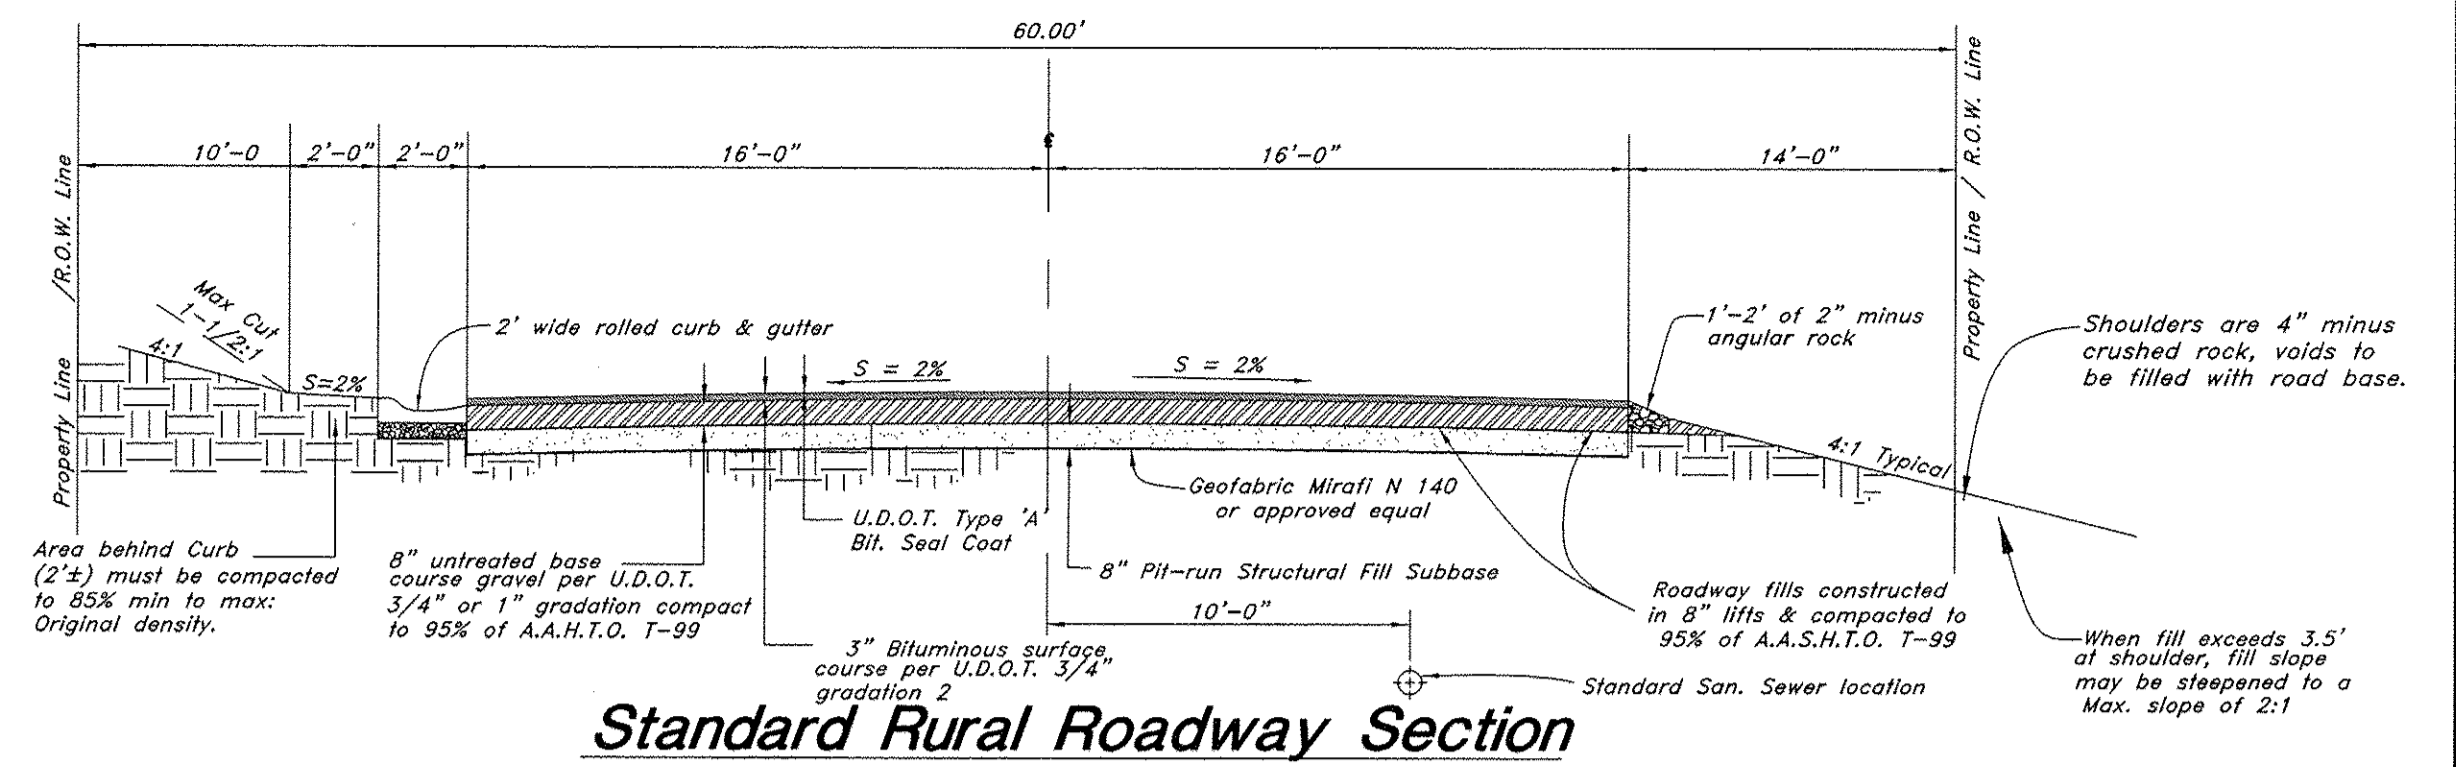 60.00'
10'-0
2'-0"
2'-0"
16'-0"
16'-0"
14'-0"
Property Line /R.O.W. Line
Property Line / R.O.W. Line
Max Cut
1-1/2:1
4:1
S=2%
2' wide rolled curb & gutter
S = 2%
S = 2%
1'-2' of 2" minus
angular rock
Shoulders are 4" minus
crushed rock, voids to
be filled with road base.
4:1 Typical
Geofabric Mirafi N 140
or approved equal
U.D.O.T. Type 'A'
Bit. Seal Coat
Area behind Curb
(2'±) must be compacted
to 85% min to max:
Original density.
8" untreated base
course gravel per U.D.O.T.
3/4" or 1" gradation compact
to 95% of A.A.H.T.O. T-99
8" Pit-run Structural Fill Subbase
10'-0"
Roadway fills constructed
in 8" lifts & compacted to
95% of A.A.S.H.T.O. T-99
3" Bituminous surface
course per U.D.O.T. 3/4"
gradation 2
Standard San. Sewer location
When fill exceeds 3.5'
at shoulder, fill slope
may be steepened to a
Max. slope of 2:1
Standard Rural Roadway Section